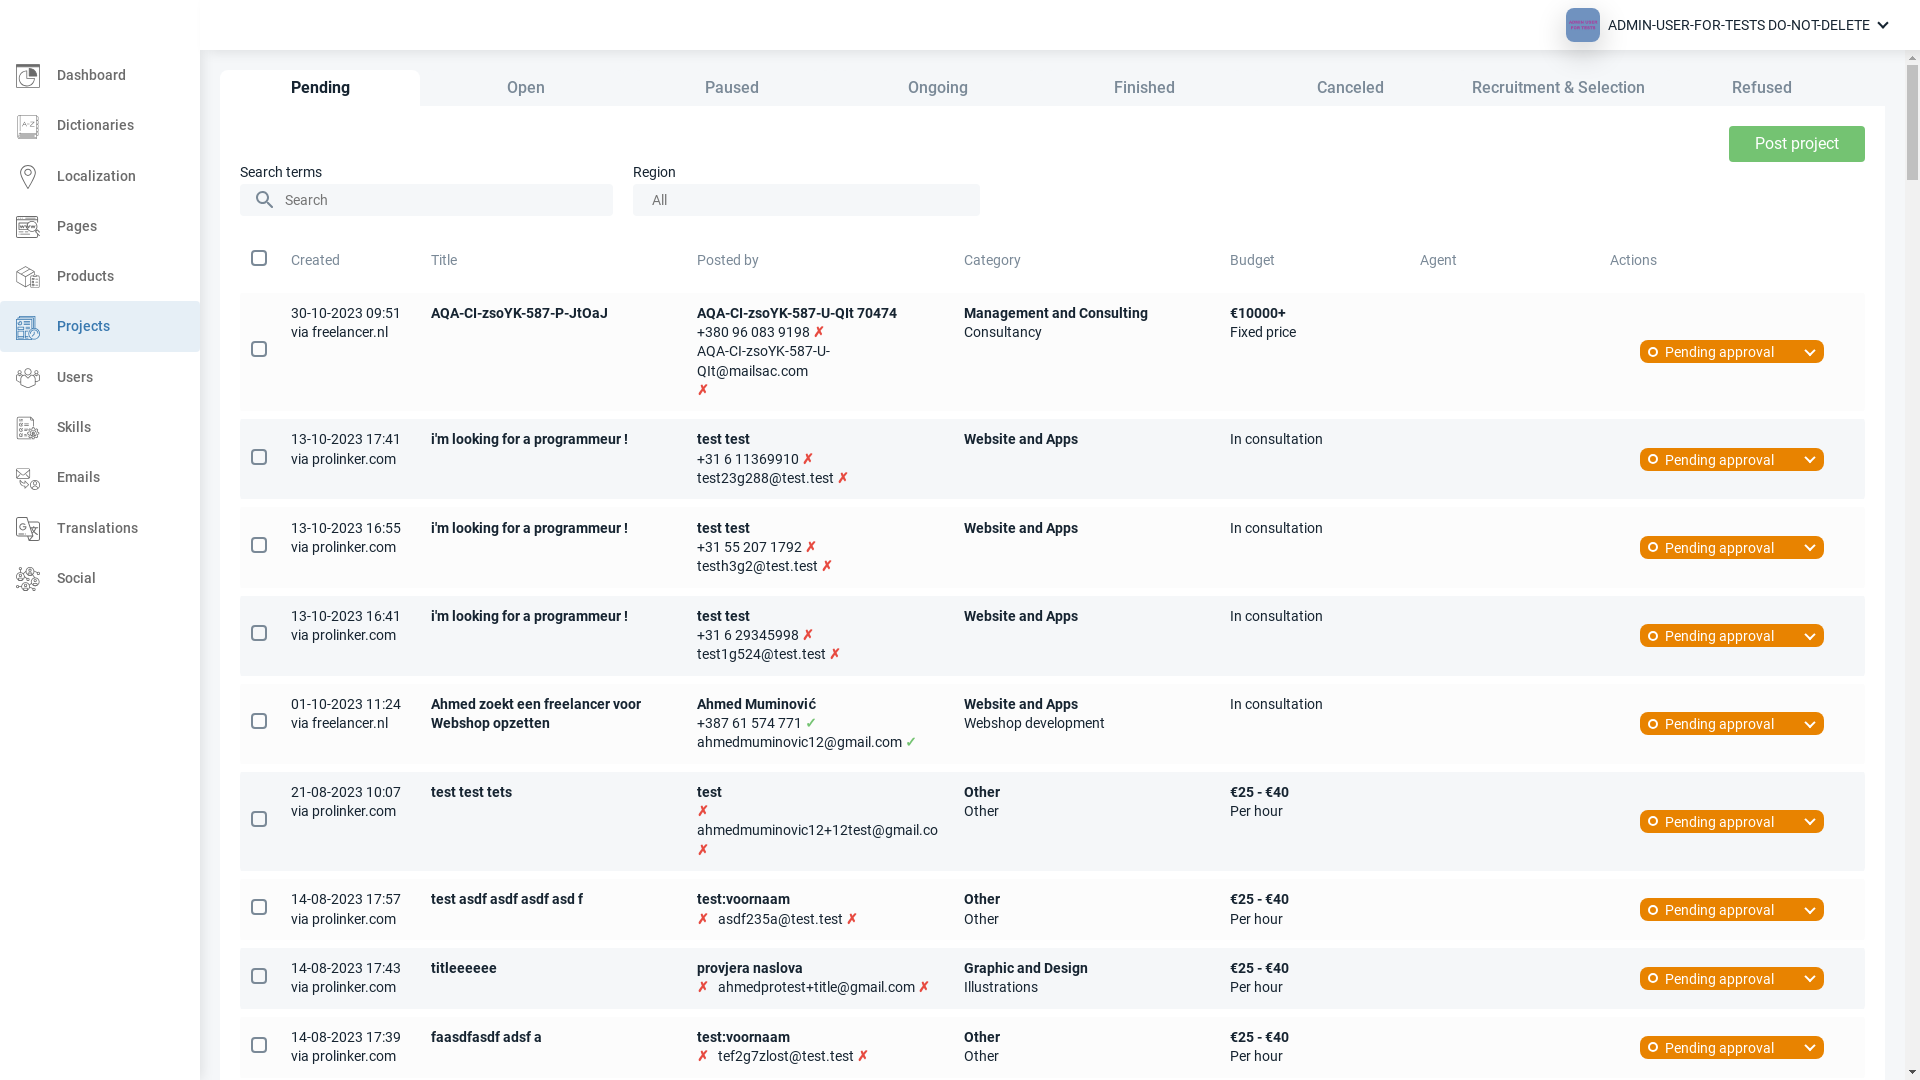 ADMIN-USER-FOR-TESTS DO-NOT-DELETE
Dashboard
Dictionaries
Localization
Pages
Products
Projects
Users
Skills
Emails
Translations
Social
Pending Open Paused Ongoing Finished Canceled Recruitment & Selection Refused
Post project
Search terms Region
Search All
Created Title Posted by Category Budget Agent Actions
30-10-2023 09:51 AQA-CI-zsoYK-587-P-JtOaJ AQA-CI-zsoYK-587-U-QIt 70474 Management and Consulting €10000+
via freelancer.nl +380 96 083 9198 ✗ Consultancy Fixed price
AQA-CI-zsoYK-587-U- Pending approval
QIt@mailsac.com
✗
13-10-2023 17:41 i'm looking for a programmeur ! test test Website and Apps In consultation
via prolinker.com +31 6 11369910 ✗ Pending approval
test23g288@test.test ✗
13-10-2023 16:55 i'm looking for a programmeur ! test test Website and Apps In consultation
via prolinker.com +31 55 207 1792 ✗ Pending approval
testh3g2@test.test ✗
13-10-2023 16:41 i'm looking for a programmeur ! test test Website and Apps In consultation
via prolinker.com +31 6 29345998 ✗ Pending approval
test1g524@test.test ✗
01-10-2023 11:24 Ahmed zoekt een freelancer voor Ahmed Muminović Website and Apps In consultation
via freelancer.nl Webshop opzetten +387 61 574 771 ✓ Webshop development Pending approval
ahmedmuminovic12@gmail.com ✓
21-08-2023 10:07 test test tets test Other €25 - €40
via prolinker.com ✗ Other Per hour Pending approval
ahmedmuminovic12+12test@gmail.co
✗
14-08-2023 17:57 test asdf asdf asdf asd f test:voornaam Other €25 - €40 Pending approval
via prolinker.com ✗ asdf235a@test.test ✗ Other Per hour
14-08-2023 17:43 titleeeeee provjera naslova Graphic and Design €25 - €40 Pending approval
via prolinker.com ✗ ahmedprotest+title@gmail.com ✗ Illustrations Per hour
14-08-2023 17:39 faasdfasdf adsf a test:voornaam Other €25 - €40 Pending approval
via prolinker.com ✗ tef2g7zlost@test.test ✗ Other Per hour